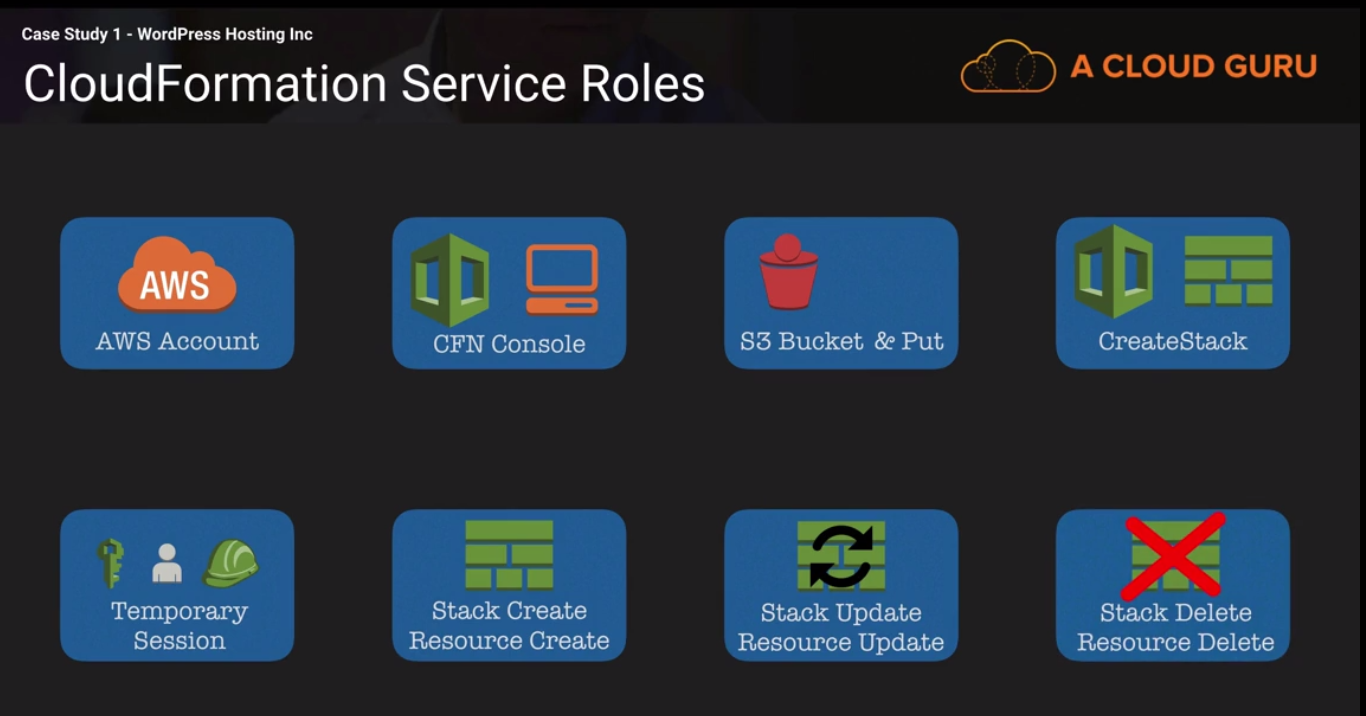 Case Study 1 - WordPress Hosting Inc
CloudFormation Service Roles
A CLOUD GURU
AWS
AWS Account
CFN Console
S3 Bucket & Put
CreateStack
Temporary
Session
Stack Create
Resource Create
Stack Update
Resource Update
Stack Delete
Resource Delete